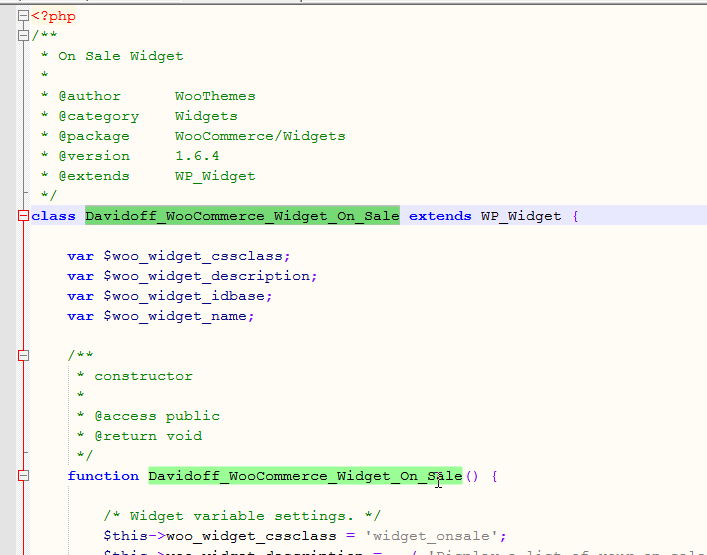 <?php
/**
 * On Sale Widget
 *
 * @author      WooThemes
 * @category    Widgets
 * @package     WooCommerce/Widgets
 * @version     1.6.4
 * @extends     WP_Widget
 */
class Davidoff_WooCommerce_Widget_On_Sale extends WP_Widget {
    var $woo_widget_cssclass;
    var $woo_widget_description;
    var $woo_widget_idbase;
    var $woo_widget_name;
    /**
     * constructor
     *
     * @access public
     * @return void
     */
    function Davidoff_WooCommerce_Widget_On_Sale() {
        /* Widget variable settings. */
        $this->woo_widget_cssclass = 'widget_onsale';